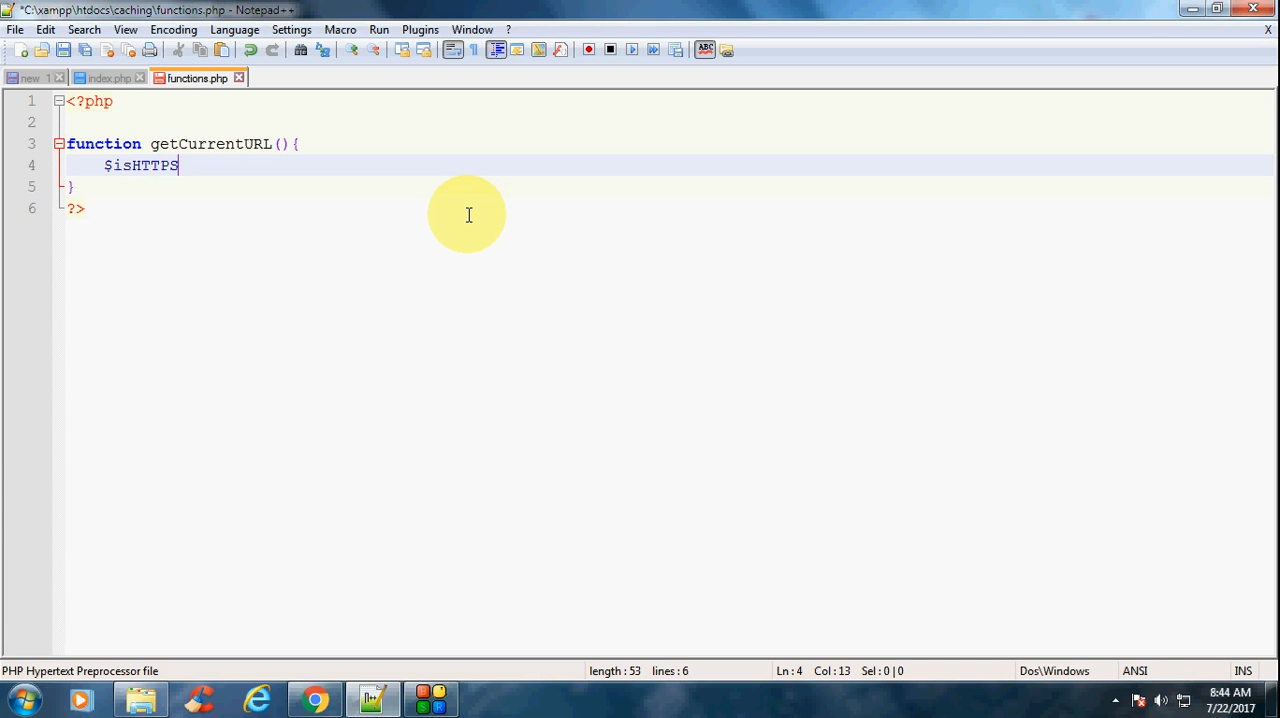 *C:\xampp\htdocs\caching\functions.php - Notepad++
File Edit Search View Encoding Language Settings Macro Run Plugins Window ? X
ABC
new 1 index.php functions.php
1 <?php
2
3 function getCurrentURL(){
4 $isHTTPS
5 }
6 ?>
PHP Hypertext Preprocessor file length : 53 lines : 6 Ln : 4 Col : 13 Sel : 0 | 0 Dos\Windows ANSI INS
8:44 AM
7/22/2017